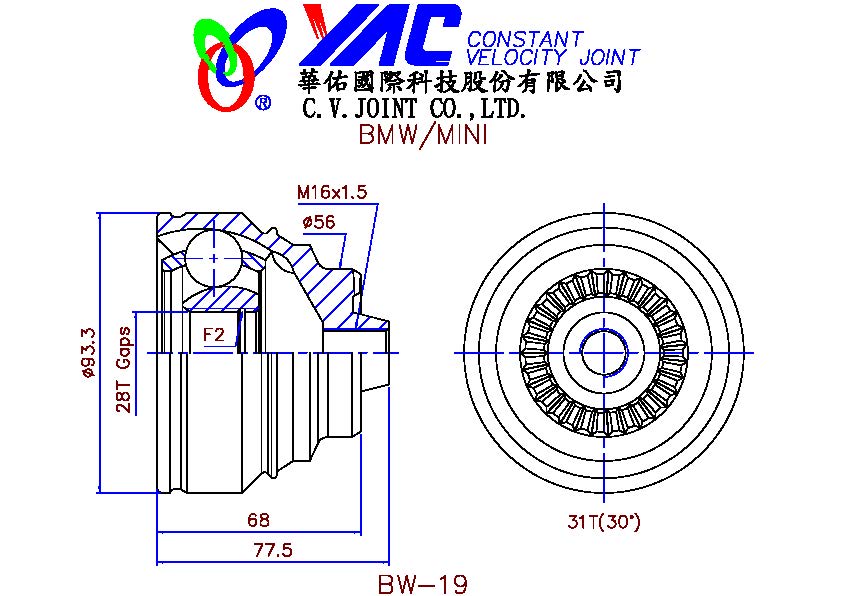 YAC CONSTANT
VELOCITY JOINT
®
華佑國際科技股份有限公司
C.V.JOINT CO.,LTD.
BMW/MINI
M16x1.5
ø56
ø93.3
28T Gaps
F2
68
77.5
31T(30°)
BW-19